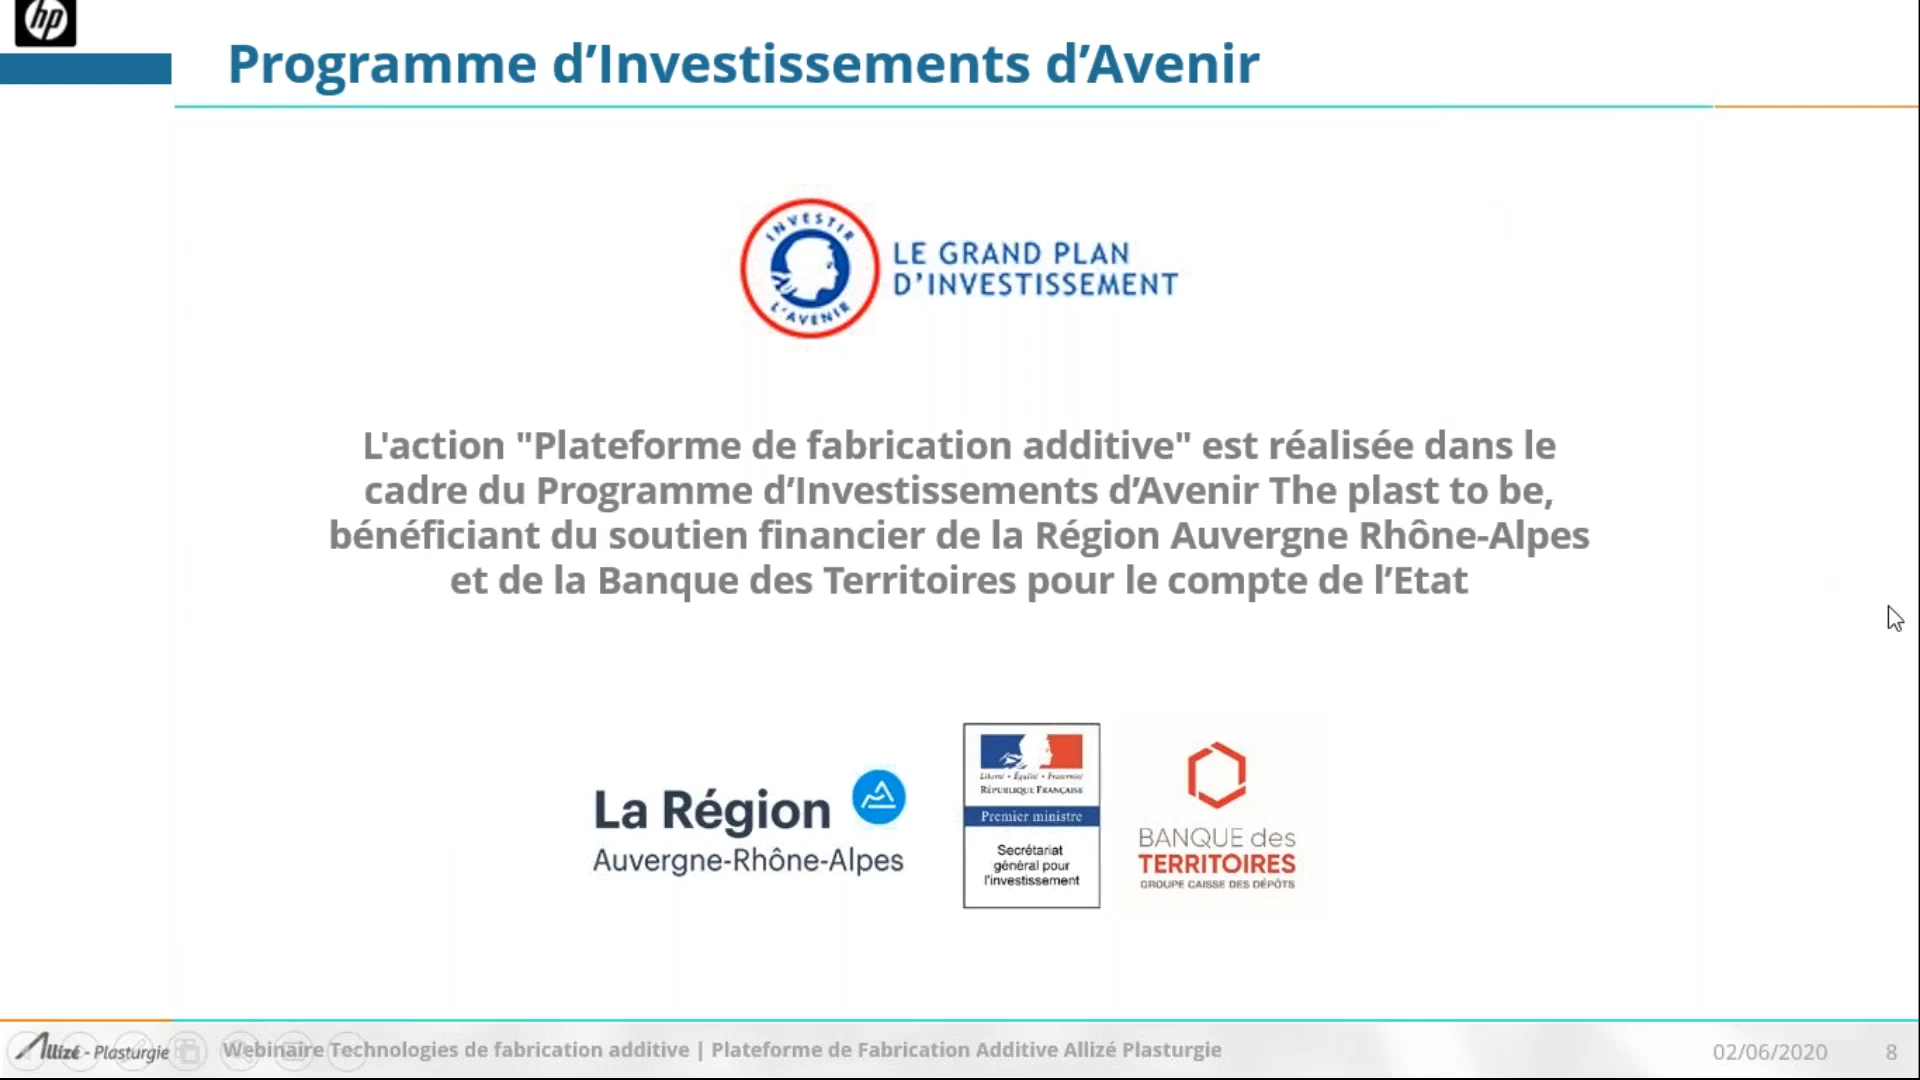 hp
Programme d’Investissements d’Avenir
INVESTIR
L'AVENIR
LE GRAND PLAN
D’INVESTISSEMENT
L'action "Plateforme de fabrication additive" est réalisée dans le
cadre du Programme d’Investissements d’Avenir The plast to be,
bénéficiant du soutien financier de la Région Auvergne Rhône-Alpes
et de la Banque des Territoires pour le compte de l’Etat
La Région
Auvergne-Rhône-Alpes
Liberté • Égalité • Fraternité
RÉPUBLIQUE FRANÇAISE
Premier ministre
Secrétariat
général pour
l'investissement
BANQUE des
TERRITOIRES
GROUPE CAISSE DES DÉPÔTS
Allizé - Plasturgie
Webinaire Technologies de fabrication additive | Plateforme de Fabrication Additive Allizé Plasturgie
02/06/2020
8